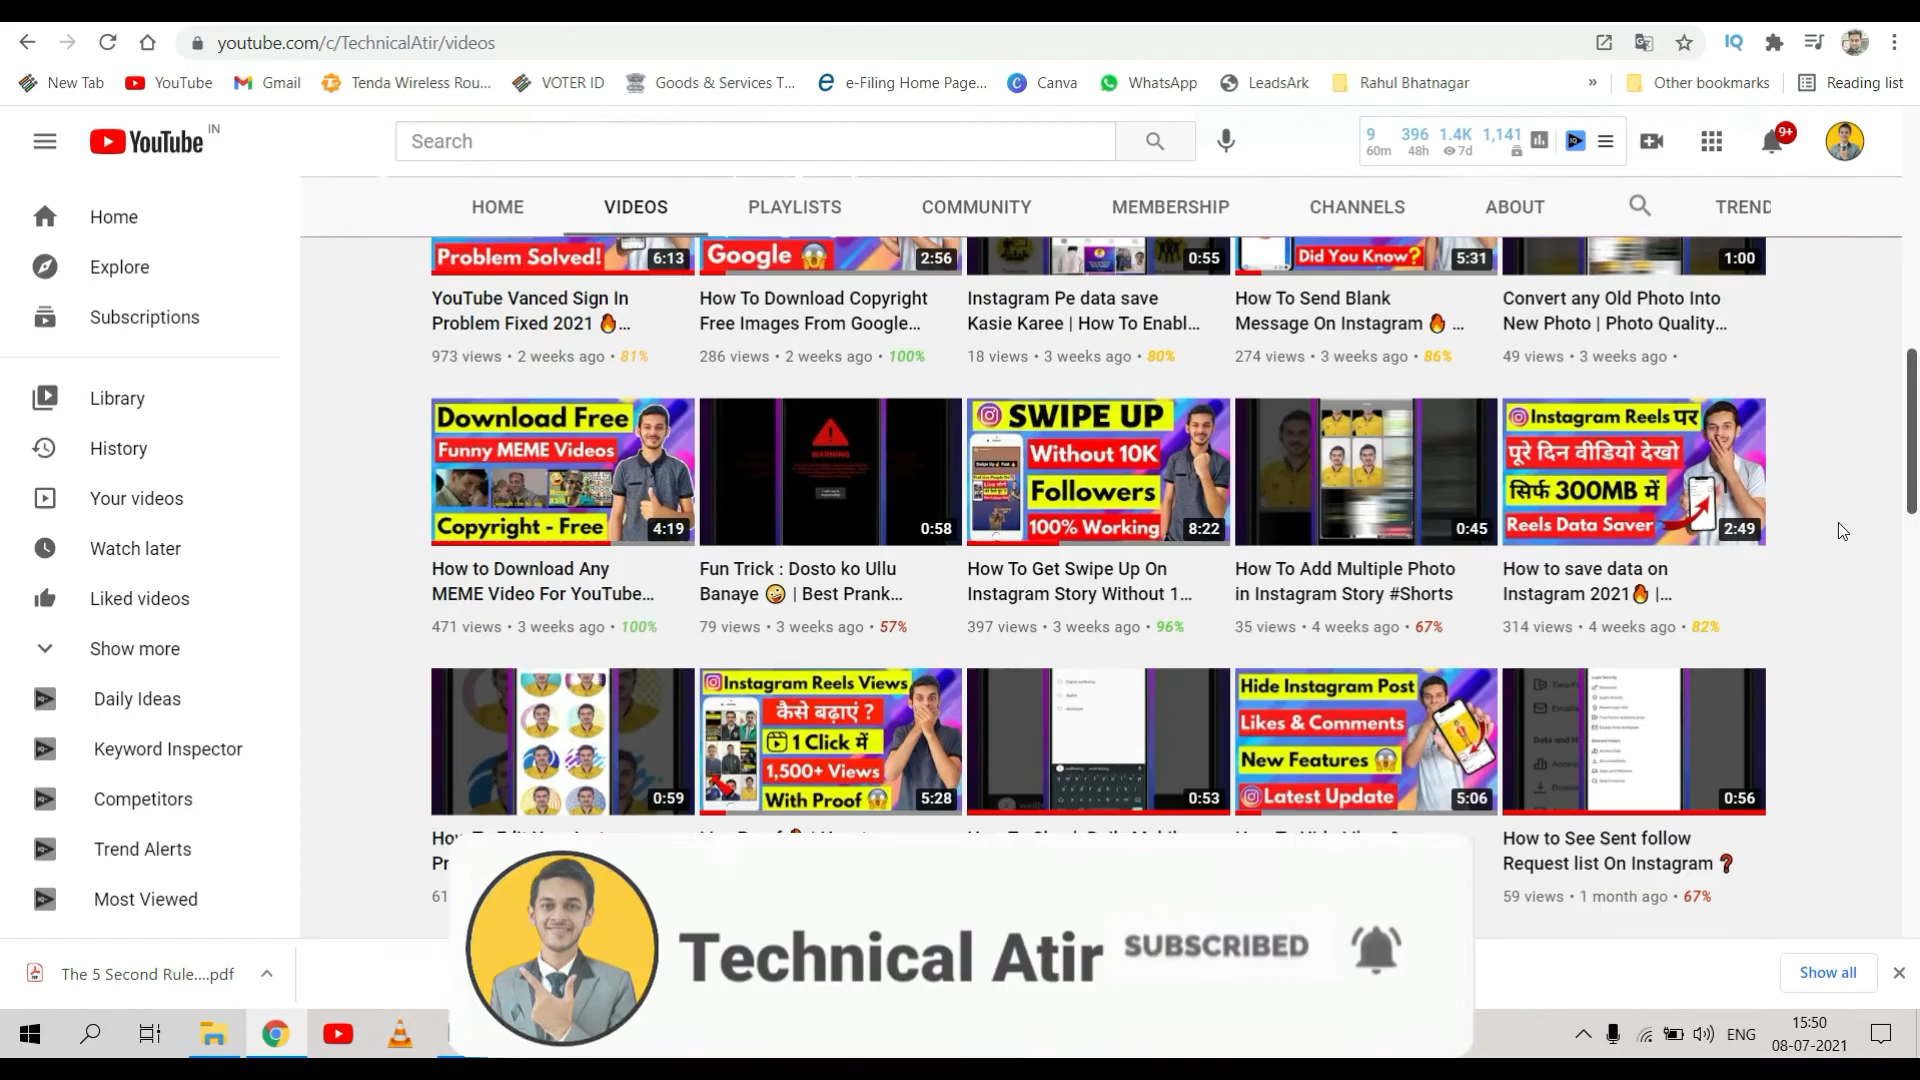 youtube.com/c/TechnicalAtir/videos
New Tab YouTube Gmail Tenda Wireless Rou... VOTER ID Goods & Services T... e-Filing Home Page... Canva WhatsApp LeadsArk Rahul Bhatnagar » Other bookmarks Reading list
YouTube IN
Search
9 396 1.4K 1,141
60m 48h 7d
9+
HOME VIDEOS PLAYLISTS COMMUNITY MEMBERSHIP CHANNELS ABOUT TREND
Home
Explore
Subscriptions
Library
History
Your videos
Watch later
Liked videos
Show more
Daily Ideas
Keyword Inspector
Competitors
Trend Alerts
Most Viewed
Problem Solved! 6:13
Google 😱 2:56
0:55
Did You Know? 5:31
1:00
YouTube Vanced Sign In
Problem Fixed 2021 🔥...
973 views • 2 weeks ago • 81%
How To Download Copyright
Free Images From Google...
286 views • 2 weeks ago • 100%
Instagram Pe data save
Kasie Karee | How To Enabl...
18 views • 3 weeks ago • 80%
How To Send Blank
Message On Instagram 🔥 ...
274 views • 3 weeks ago • 86%
Convert any Old Photo Into
New Photo | Photo Quality...
49 views • 3 weeks ago •
Download Free
Funny MEME Videos
Copyright - Free
4:19
WARNING
0:58
SWIPE UP
Without 10K
Followers
100% Working
8:22
0:45
Instagram Reels पर
पूरे दिन वीडियो देखो
सिर्फ 300MB में
Reels Data Saver
2:49
How to Download Any
MEME Video For YouTube...
471 views • 3 weeks ago • 100%
Fun Trick : Dosto ko Ullu
Banaye 🤪 | Best Prank...
79 views • 3 weeks ago • 57%
How To Get Swipe Up On
Instagram Story Without 1...
397 views • 3 weeks ago • 96%
How To Add Multiple Photo
in Instagram Story #Shorts
35 views • 4 weeks ago • 67%
How to save data on
Instagram 2021🔥 |...
314 views • 4 weeks ago • 82%
0:59
Instagram Reels Views
कैसे बढ़ाएं ?
1 Click में
1,500+ Views
With Proof 😱
5:28
0:53
Hide Instagram Post
Likes & Comments
New Features 😱
Latest Update
5:06
0:56
How to See Sent follow
Request list On Instagram ❓
59 views • 1 month ago • 67%
Technical Atir SUBSCRIBED
The 5 Second Rule....pdf
Show all
ENG
15:50
08-07-2021